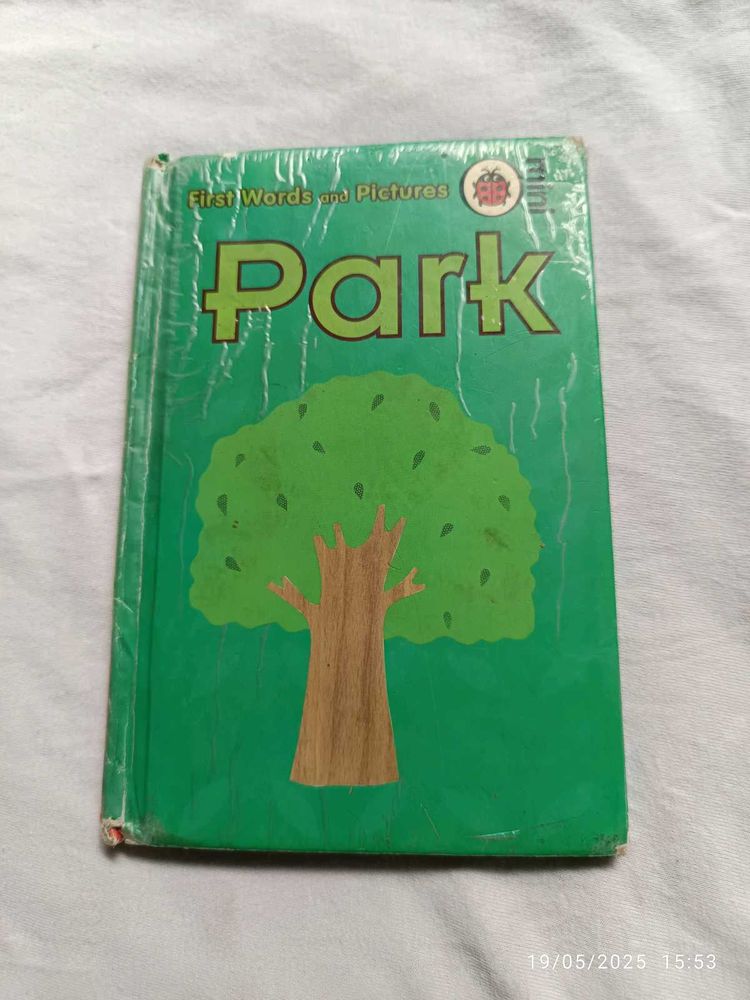 First Words and Pictures
mini
Park
19/05/2025 15:53